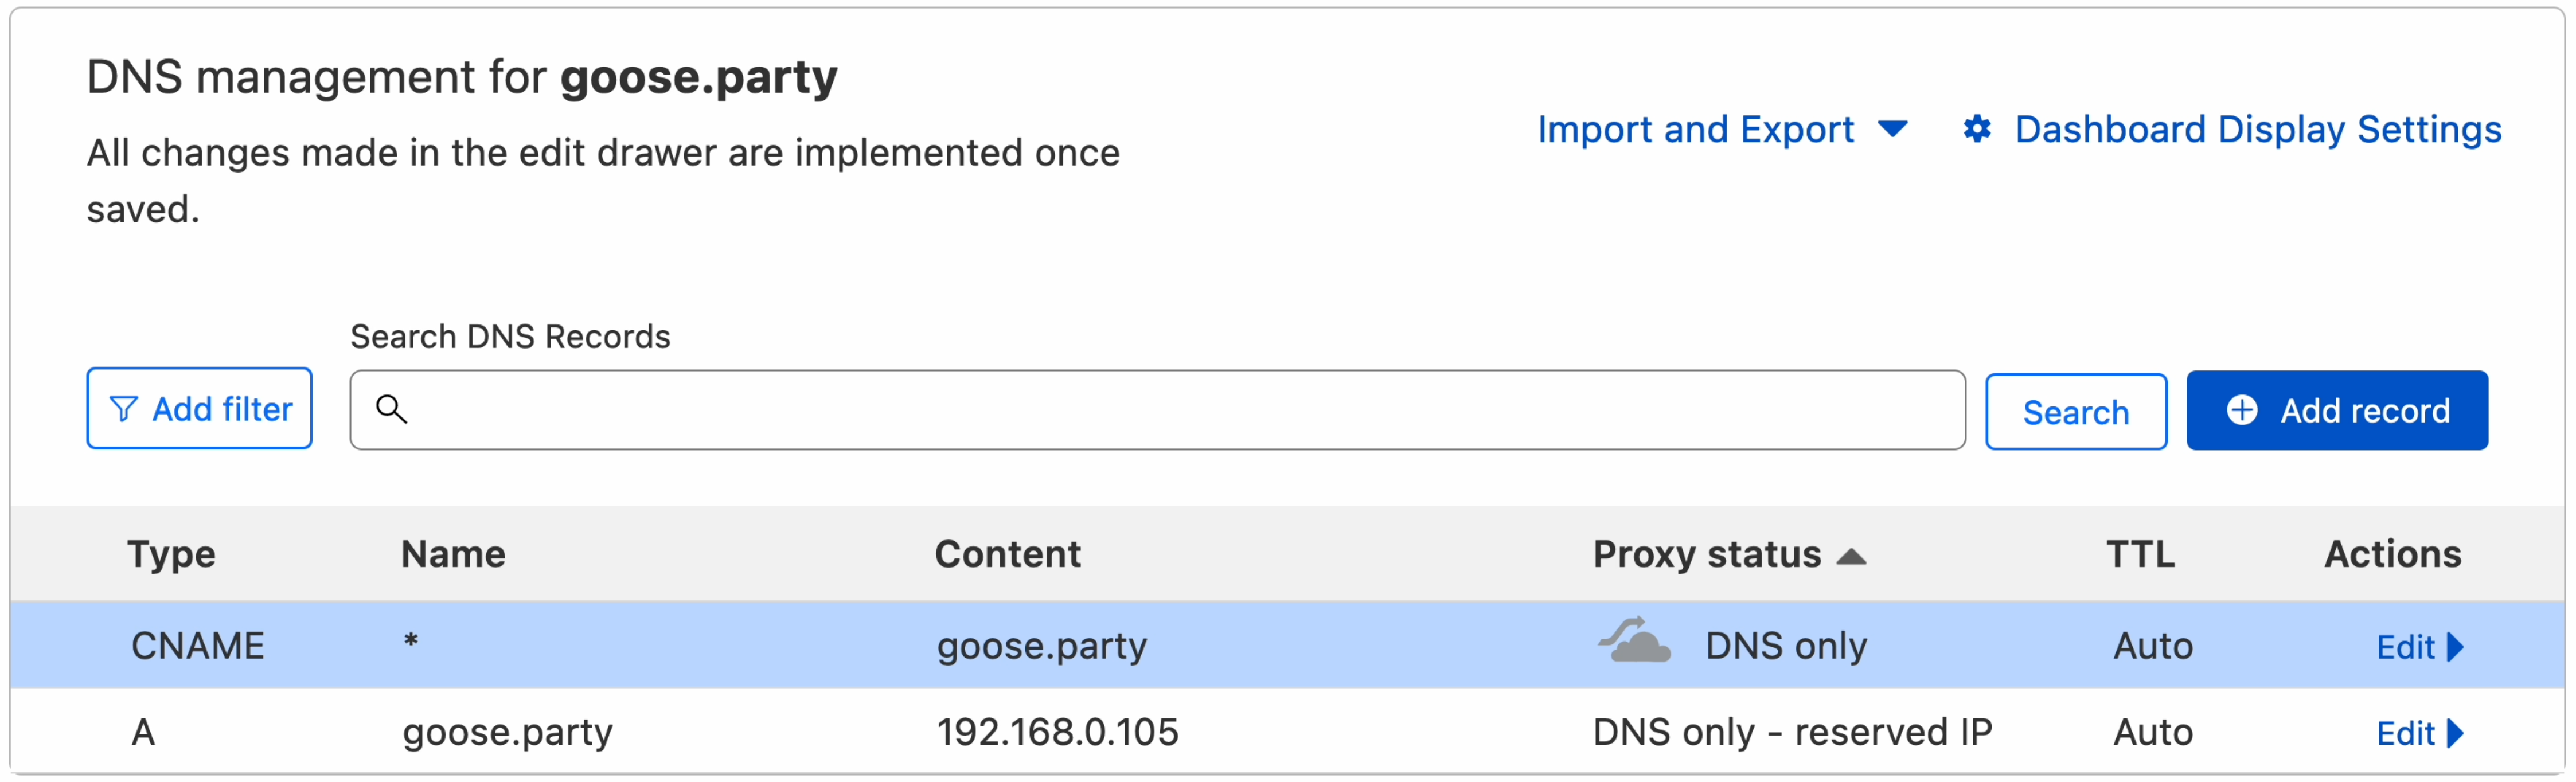 DNS management for goose.party
All changes made in the edit drawer are implemented once
saved.
Import and Export
Dashboard Display Settings
Search DNS Records
Add filter
Search
Add record
Type Name Content Proxy status TTL Actions
CNAME * goose.party DNS only Auto Edit
A goose.party 192.168.0.105 DNS only - reserved IP Auto Edit